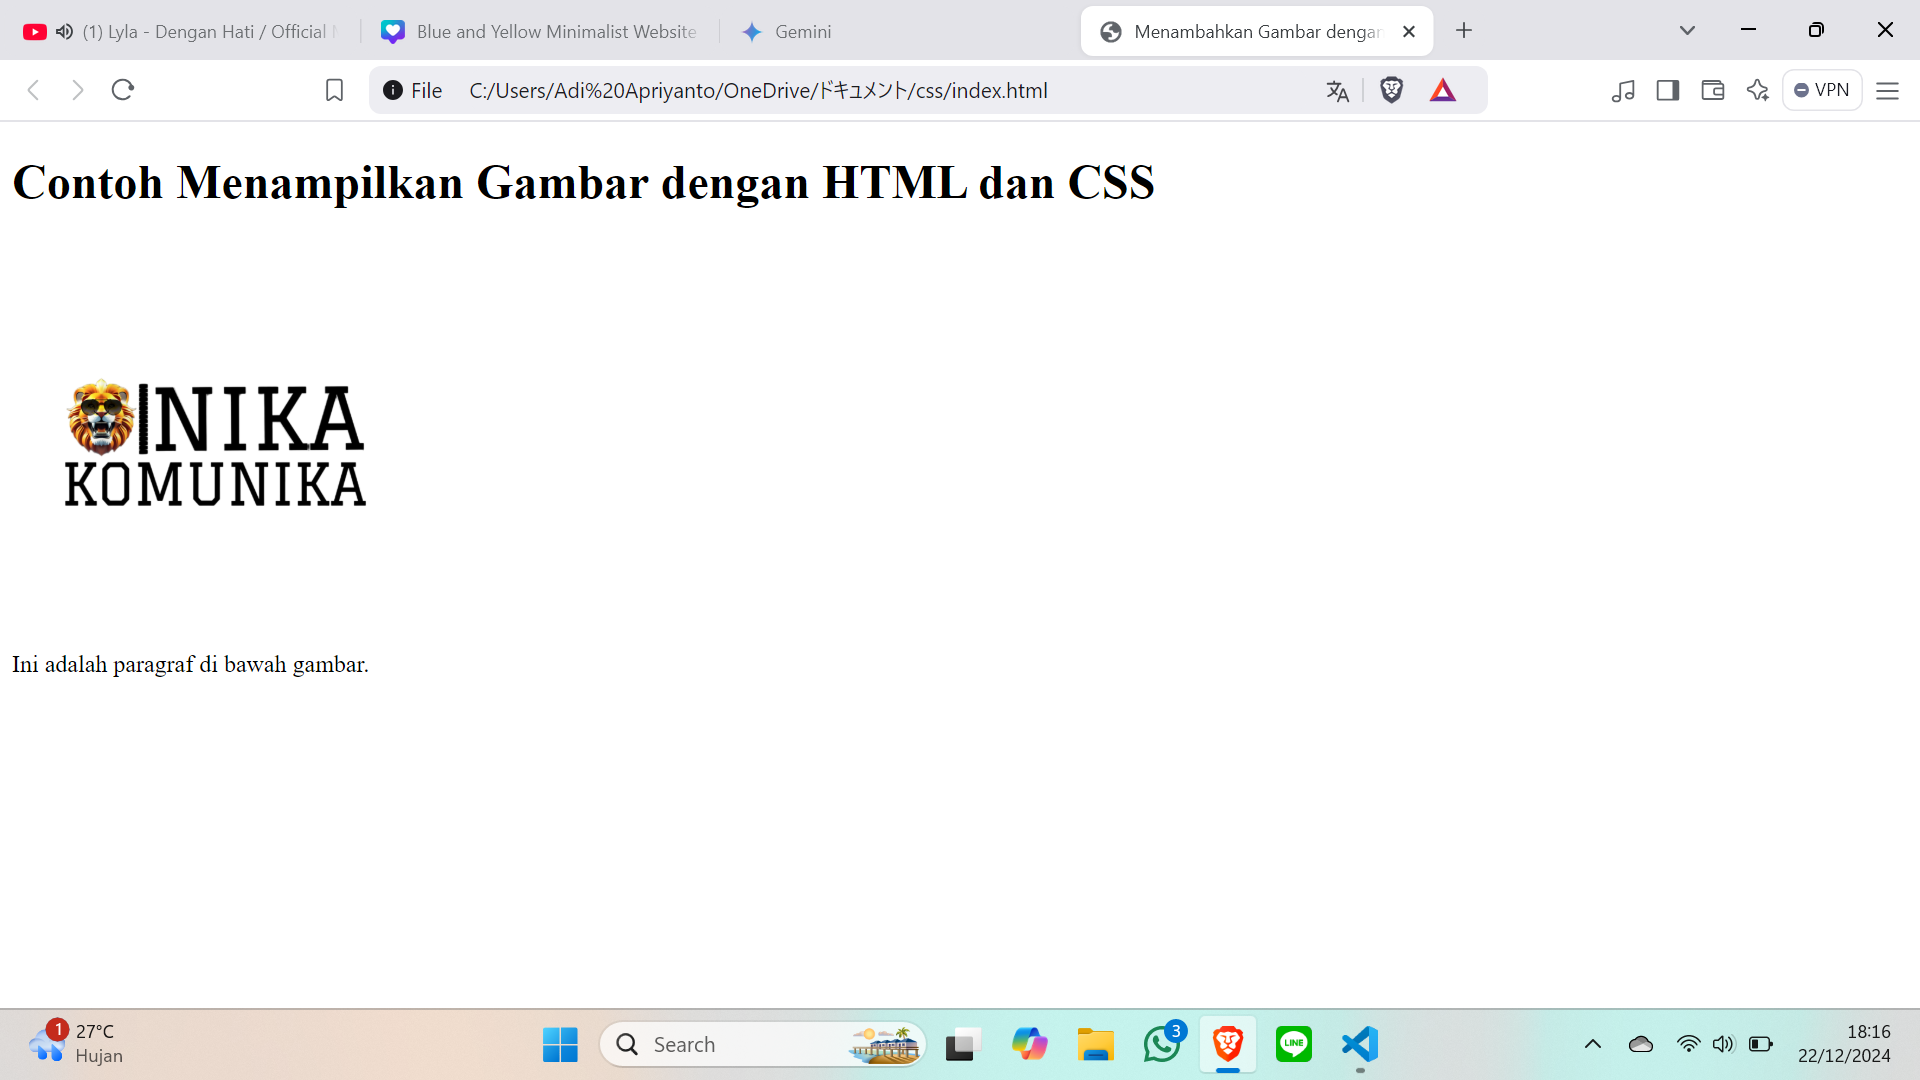 (1) Lyla - Dengan Hati / Official
Blue and Yellow Minimalist Website
Gemini
Menambahkan Gambar dengan
File C:/Users/Adi%20Apriyanto/OneDrive/ドキュメント/css/index.html
VPN
Contoh Menampilkan Gambar dengan HTML dan CSS
NIKA
KOMUNIKA
Ini adalah paragraf di bawah gambar.
1
27°C
Hujan
Search
3
LINE
18:16
22/12/2024